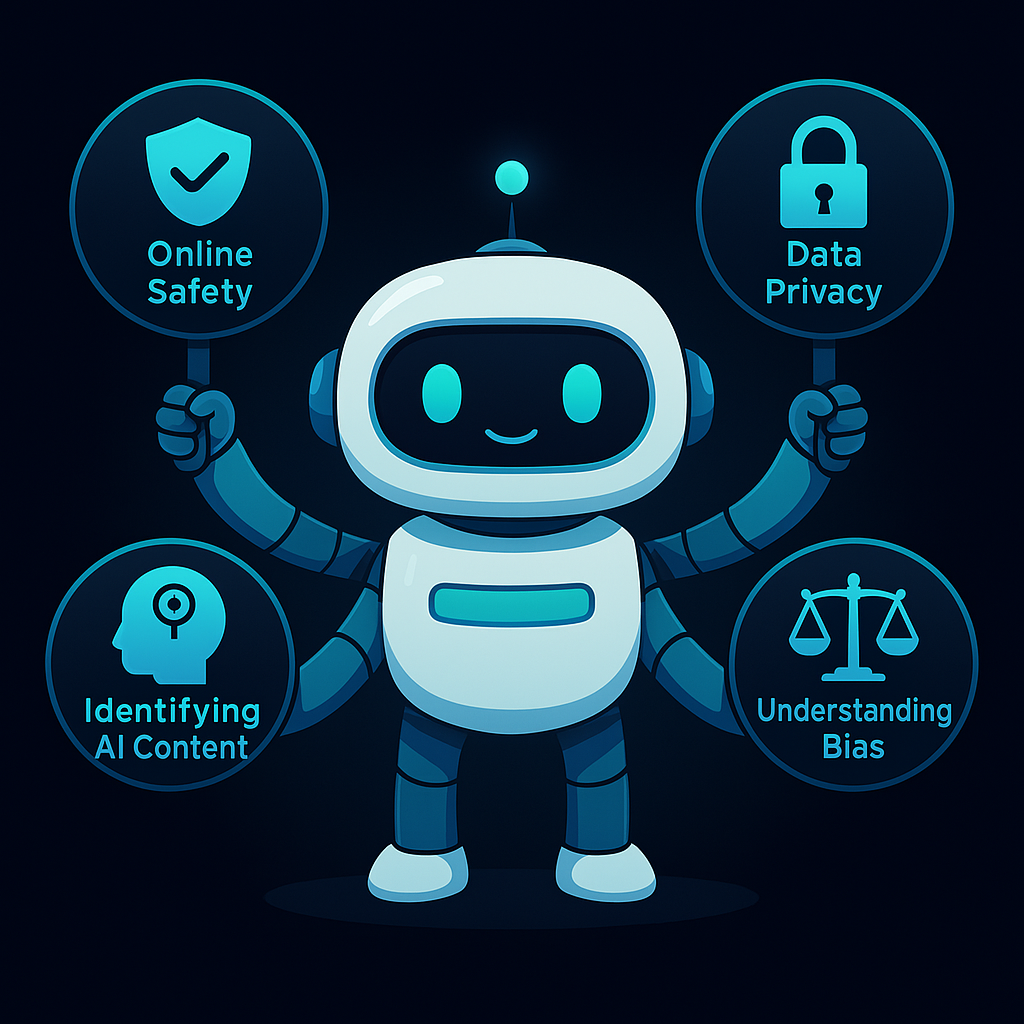 Online
Safety
Data
Privacy
Identifying
AI Content
Understanding
Bias